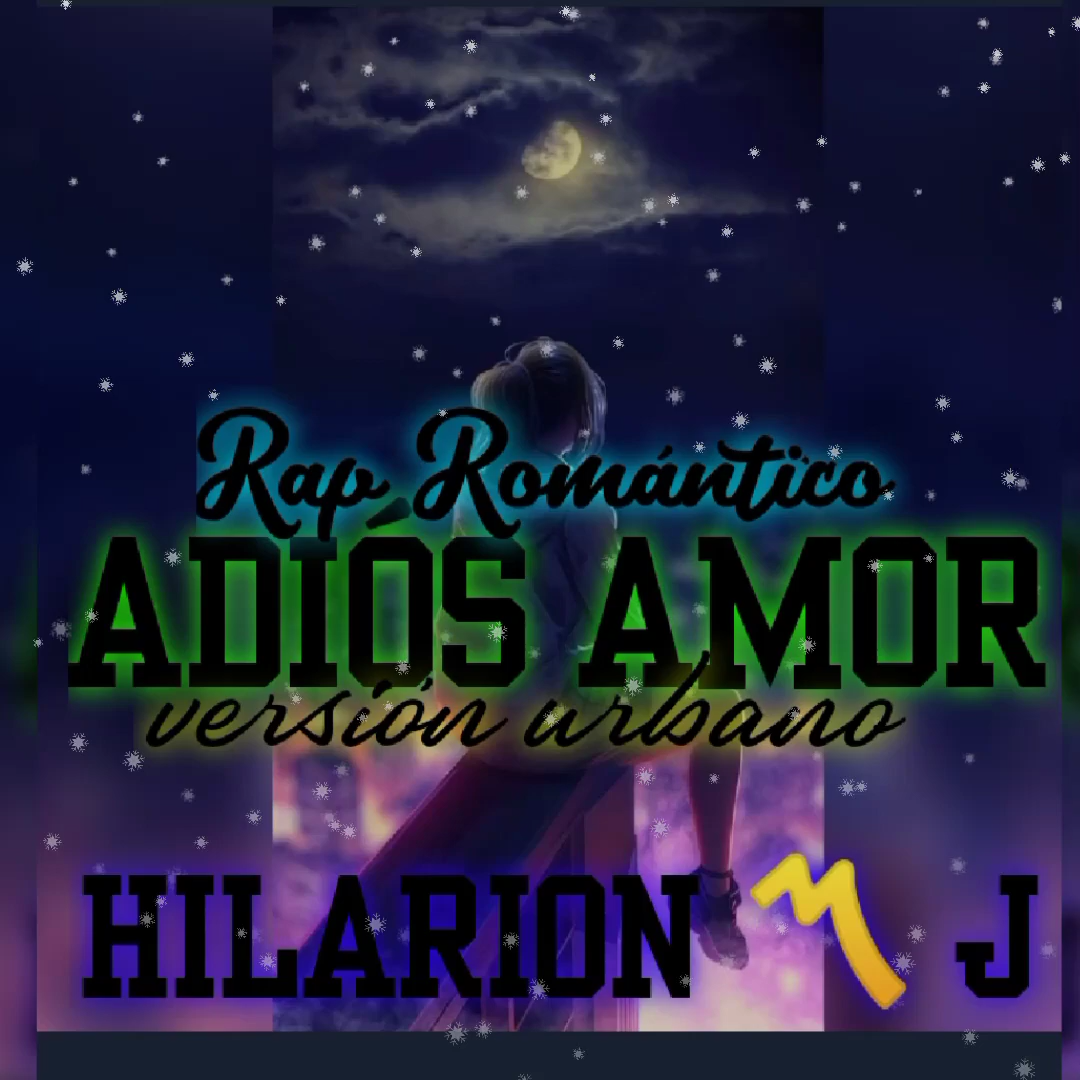 Rap Romántico
ADIÓS AMOR
versión urbano
HILARION 〽️ J